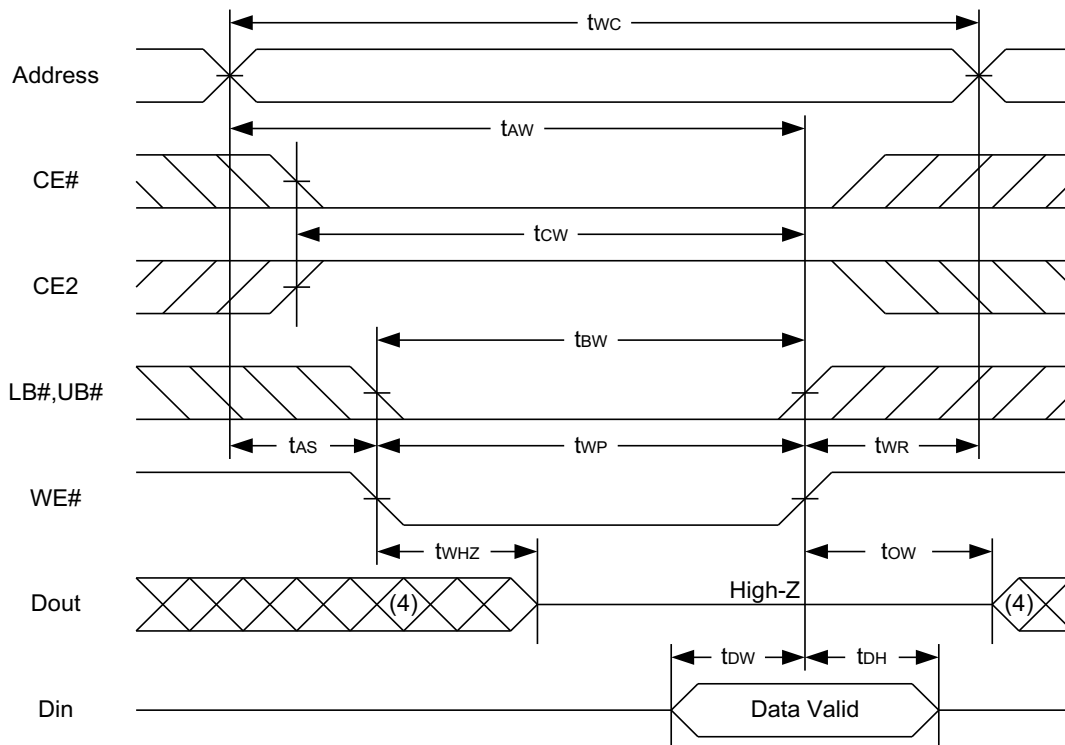 tWC
Address
tAW
CE#
tCW
CE2
tBW
LB#,UB#
tAS
tWP
tWR
WE#
tWHZ
tOW
Dout
(4)
High-Z
(4)
tDW
tDH
Din
Data Valid